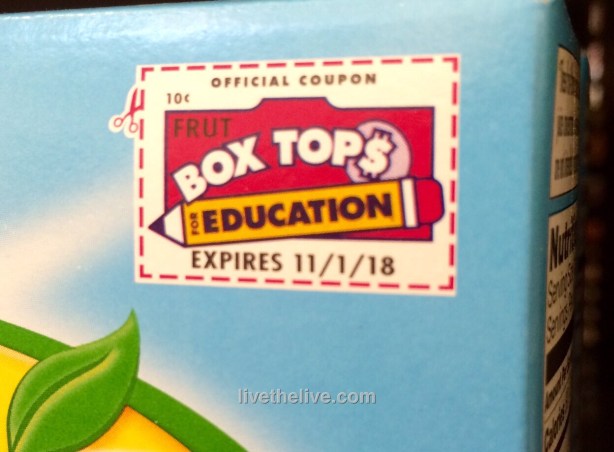 OFFICIAL COUPON
10¢
FRUT
BOX TOP$
FOR EDUCATION
EXPIRES 11/1/18
livethelive.com